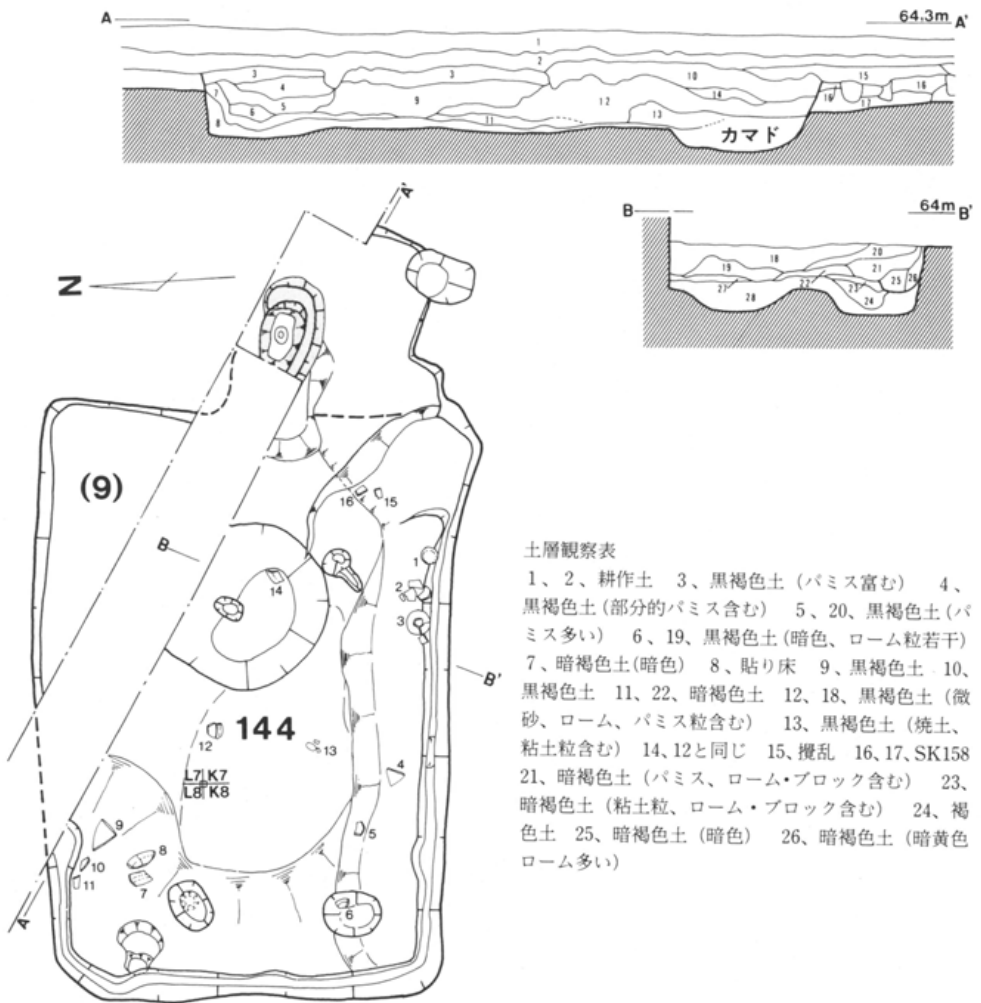 A
64.3m A'
1
2
3
3
10
15
4
14
16
7
9
12
16
17
5
6
13
11
8
カマド
B
64m B'
20
18
19
21
22
25
26
27
23
24
28
A'
N
(9)
16
15
B
1
14
2
3
B'
144
12
13
L7 K7
L8 K8
4
9
5
10
8
11
7
6
A
土層観察表
1、2、耕作土 3、黒褐色土(パミス富む) 4、
黒褐色土(部分的パミス含む) 5、20、黒褐色土(パ
ミス多い) 6、19、黒褐色土(暗色、ローム粒若干)
7、暗褐色土(暗色) 8、貼り床 9、黒褐色土 10、
黒褐色土 11、22、暗褐色土 12、18、黒褐色土(微
砂、ローム、パミス粒含む) 13、黒褐色土(焼土、
粘土粒含む) 14、12と同じ 15、攪乱 16、17、SK158
21、暗褐色土(パミス、ローム・ブロック含む) 23、
暗褐色土(粘土粒、ローム・ブロック含む) 24、褐
色土 25、暗褐色土(暗色) 26、暗褐色土(暗黄色
ローム多い)